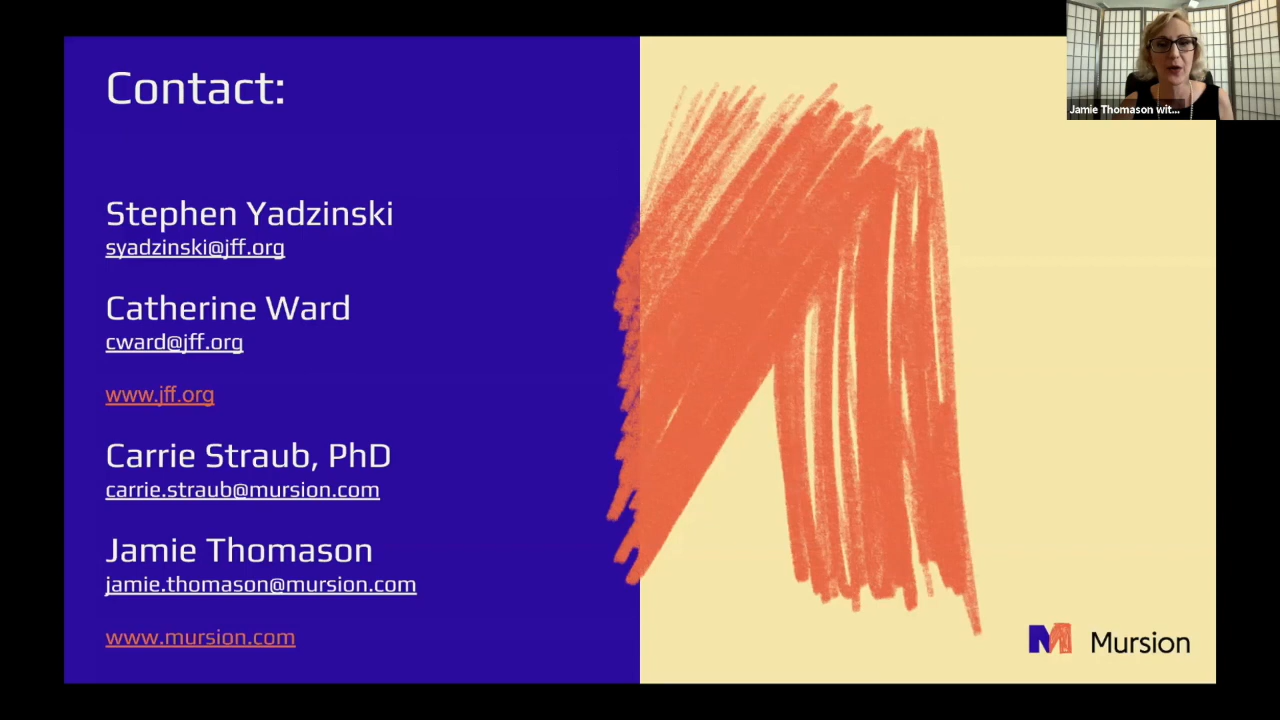 Contact:
Stephen Yadzinski
syadzinski@jff.org
Catherine Ward
cward@jff.org
www.jff.org
Carrie Straub, PhD
carrie.straub@mursion.com
Jamie Thomason
jamie.thomason@mursion.com
www.mursion.com
Jamie Thomason wit...
Mursion